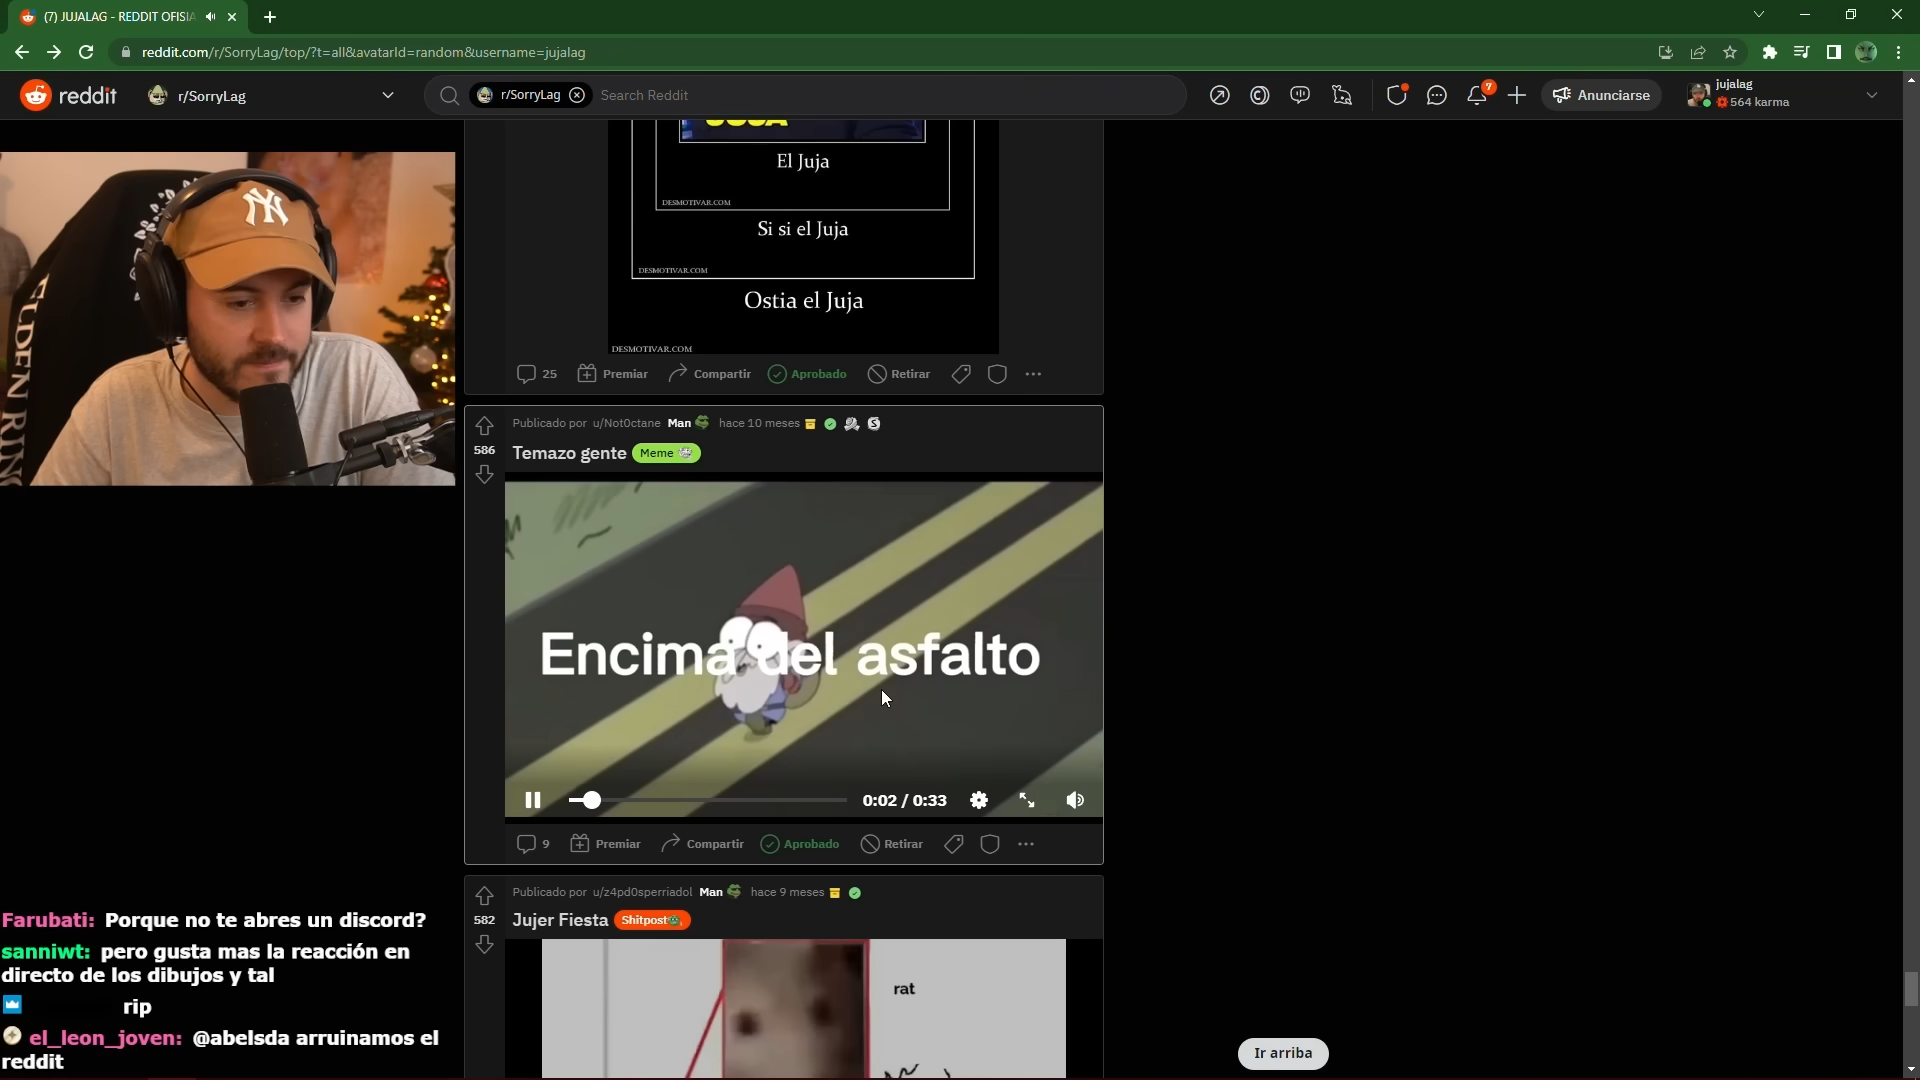 (7) JUJALAG - REDDIT OFISIA
reddit.com/r/SorryLag/top/?t=all&avatarId=random&username=jujalag
reddit
r/SorryLag
r/SorryLag
Search Reddit
7
Anunciarse
jujalag
564 karma
El Juja
DESMOTIVAR.COM
Si si el Juja
DESMOTIVAR.COM
Ostia el Juja
DESMOTIVAR.COM
25
Premiar
Compartir
Aprobado
Retirar
Publicado por u/Not0ctane Man hace 10 meses
586
Temazo gente Meme
Encima del asfalto
0:02 / 0:33
9
Premiar
Compartir
Aprobado
Retirar
Publicado por u/z4pd0sperriadol Man hace 9 meses
582
Jujer Fiesta Shitpost
rat
Ir arriba
NY
ELDEN RING
Farubati: Porque no te abres un discord?
sanniwt: pero gusta mas la reacción en
directo de los dibujos y tal
rip
el_leon_joven: @abelsda arruinamos el
reddit